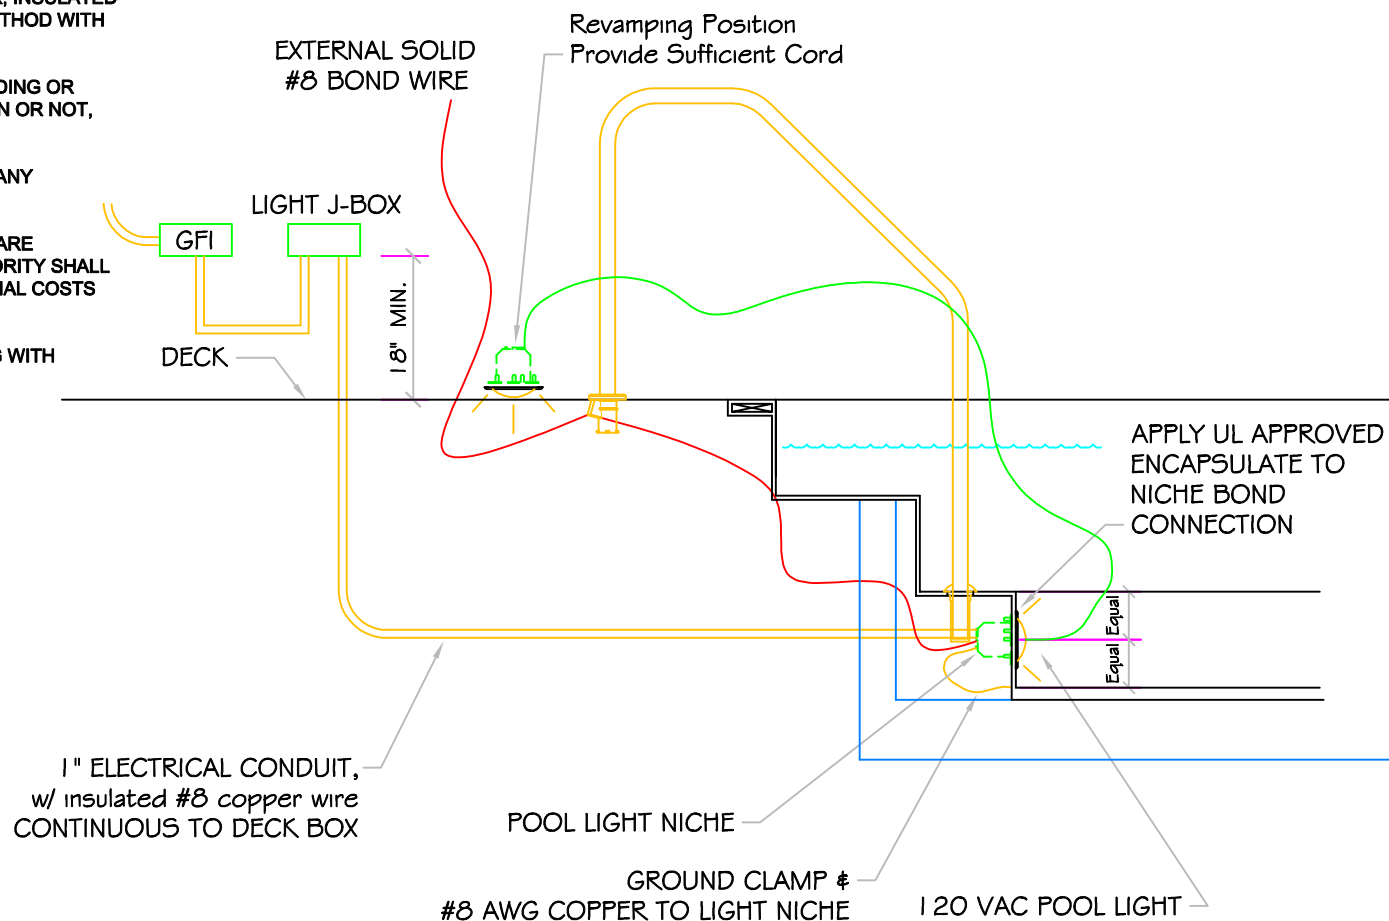 INSULATED
THOD WITH
DING OR
N OR NOT,
ANY
ARE
ORITY SHALL
IAL COSTS
G WITH
EXTERNAL SOLID
#8 BOND WIRE
Revamping Position
Provide Sufficient Cord
LIGHT J-BOX
GFI
18" MIN.
DECK
APPLY UL APPROVED
ENCAPSULATE TO
NICHE BOND
CONNECTION
Equal Equal
1" ELECTRICAL CONDUIT,
w/ insulated #8 copper wire
CONTINUOUS TO DECK BOX
POOL LIGHT NICHE
GROUND CLAMP &
#8 AWG COPPER TO LIGHT NICHE
120 VAC POOL LIGHT